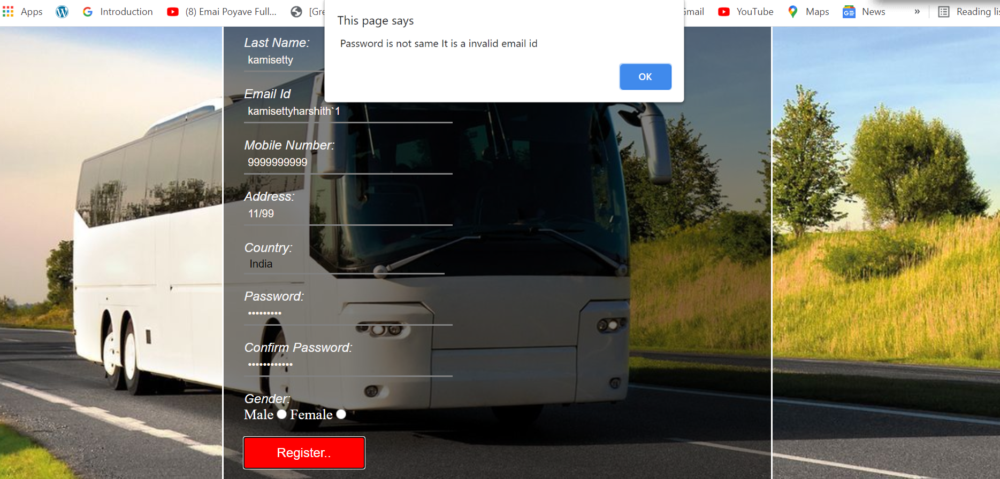 Apps Introduction (8) Emai Poyave Full... [Gre Gmail YouTube Maps News » Reading lis
This page says
Password is not same It is a invalid email id
OK
Last Name:
kamisetty
Email Id
kamisettyharshith`1
Mobile Number:
9999999999
Address:
11/99
Country:
India
Password:
•••••••••
Confirm Password:
••••••••••••
Gender:
Male Female
Register..